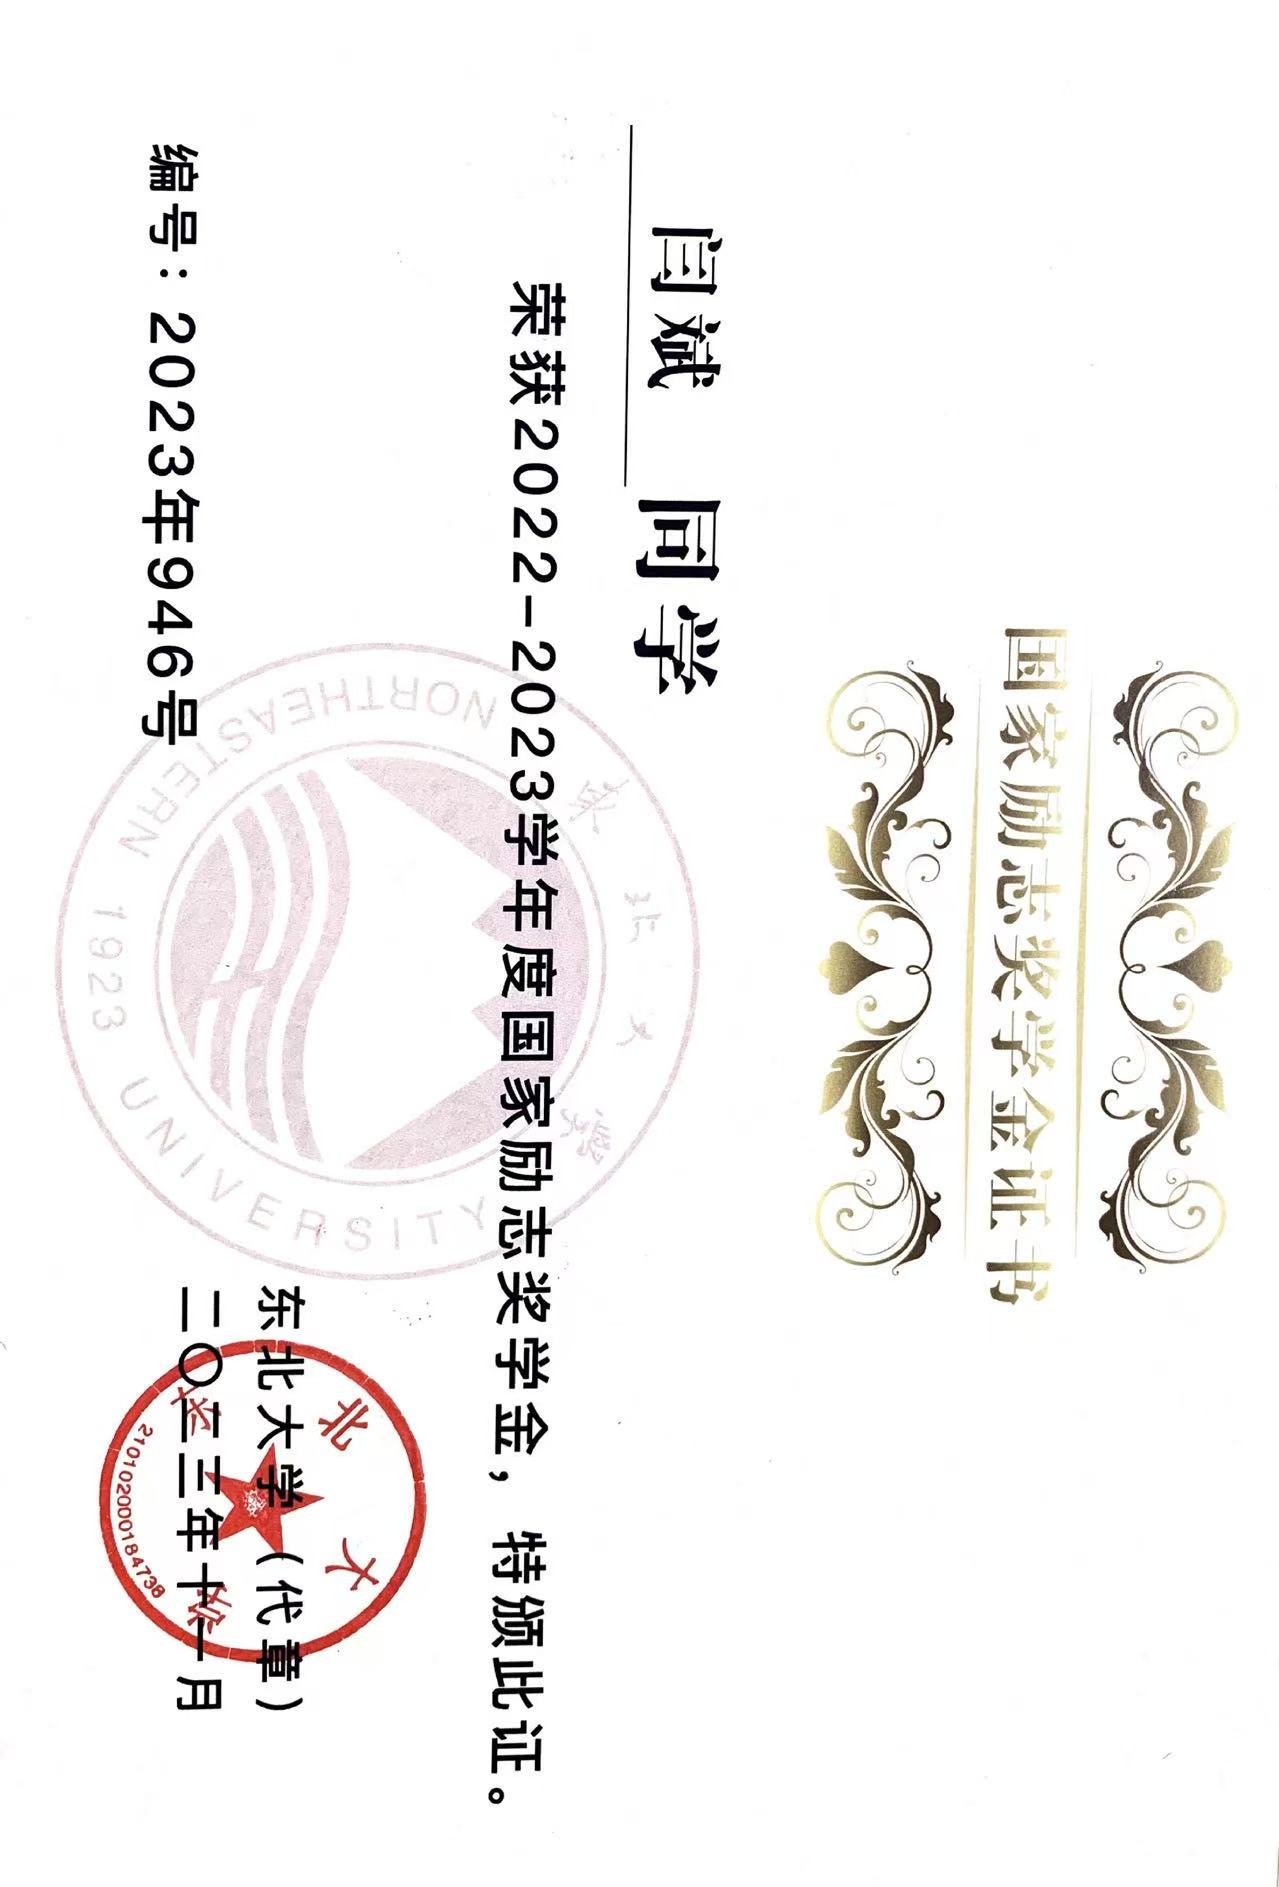 国家励志奖学金证书
闫斌 同学
荣获2022-2023学年度国家励志奖学金，特颁此证。
東北大學
NORTHEASTERN UNIVERSITY
1923
东北大学（代章）
二〇二三年十一月
编号：2023年946号
东北大学
210102000184738